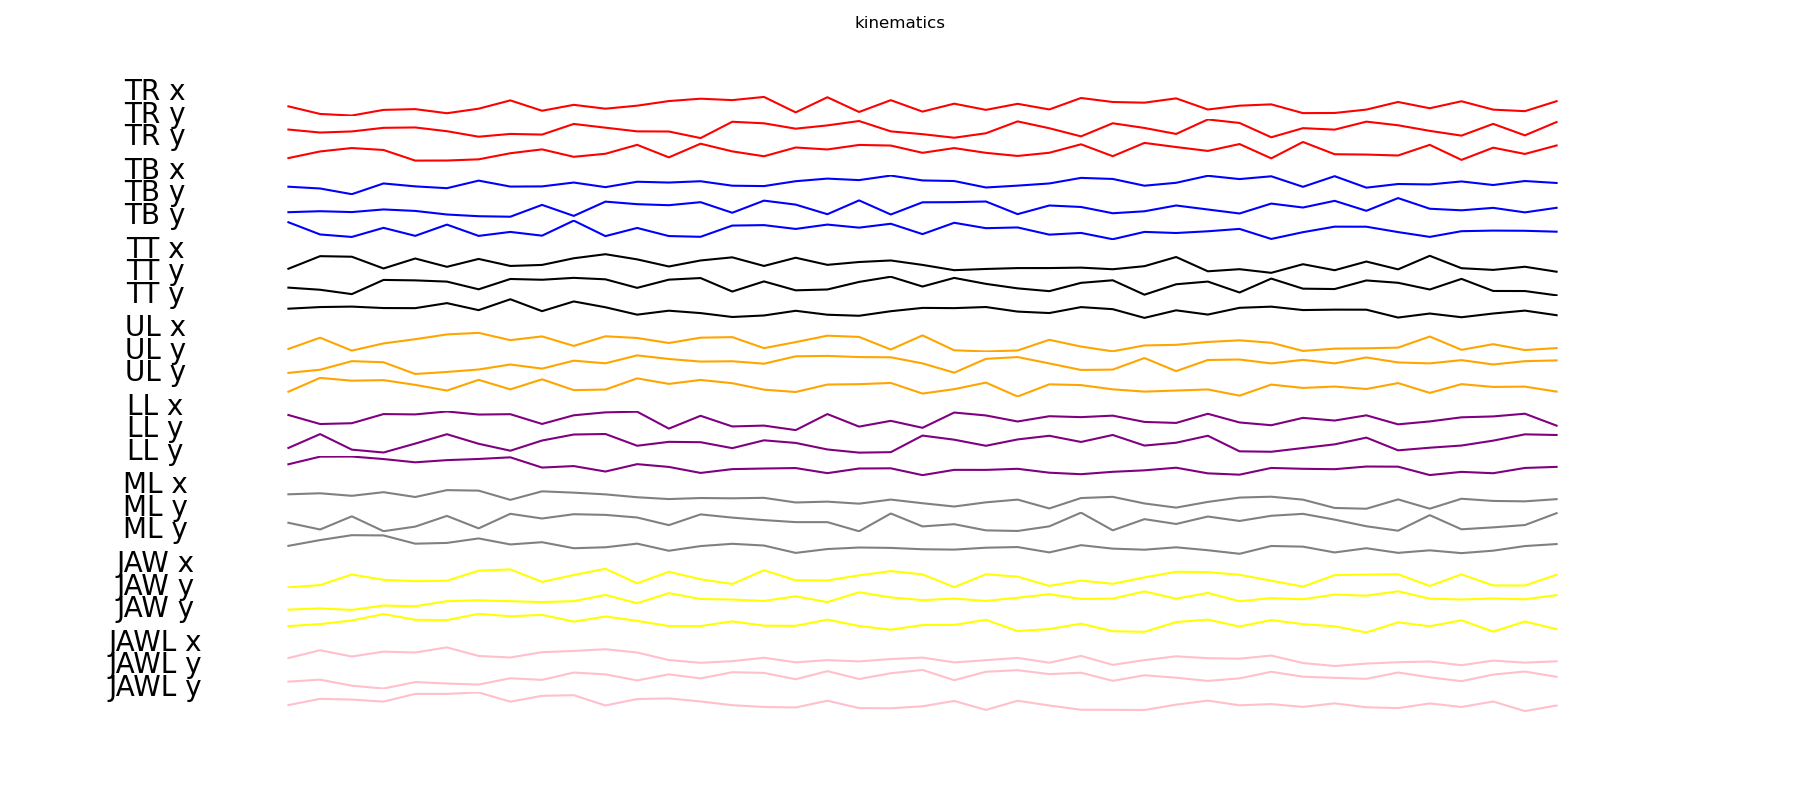 kinematics
TR x
TR y
TR y
TB x
TB y
TB y
TT x
TT y
TT y
UL x
UL y
UL y
LL x
LL y
LL y
ML x
ML y
ML y
JAW x
JAW y
JAW y
JAWL x
JAWL y
JAWL y